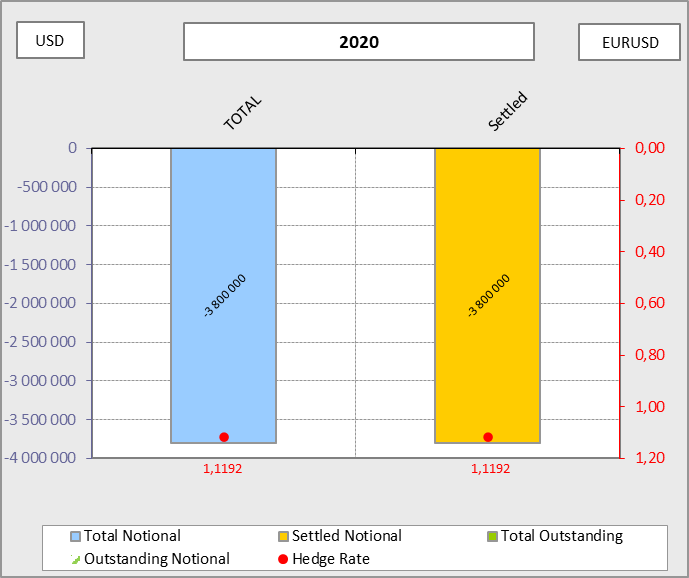 USD
2020
EURUSD
TOTAL
Settled
0
-500 000
-1 000 000
-1 500 000
-2 000 000
-2 500 000
-3 000 000
-3 500 000
-4 000 000
-3 800 000
-3 800 000
0,00
0,20
0,40
0,60
0,20
1,00
1,20
1,1192
1,1192
Total Notional
Settled Notional
Total Outstanding
Outstanding Notional
Hedge Rate